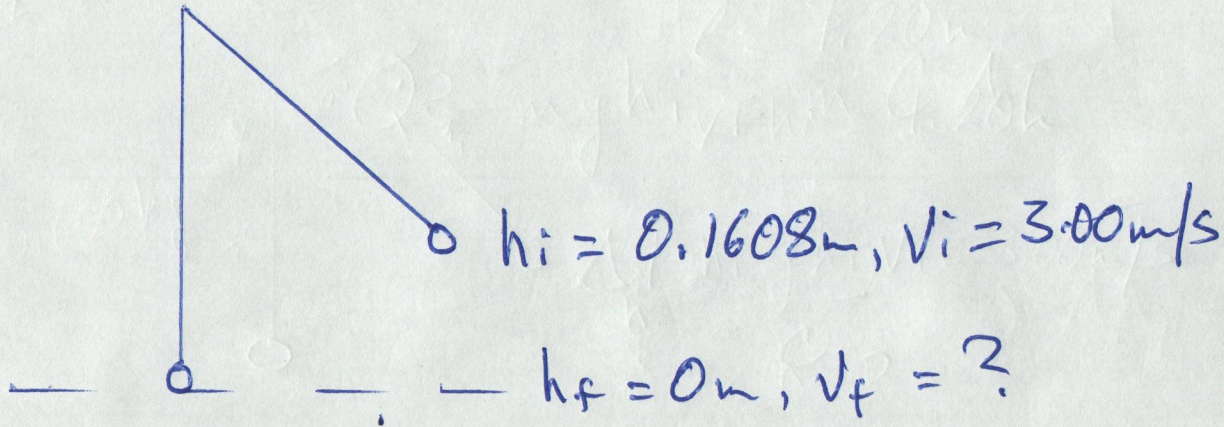 hi = 0.1608m, Vi = 3.00m/s
hf = 0m, Vf = ?